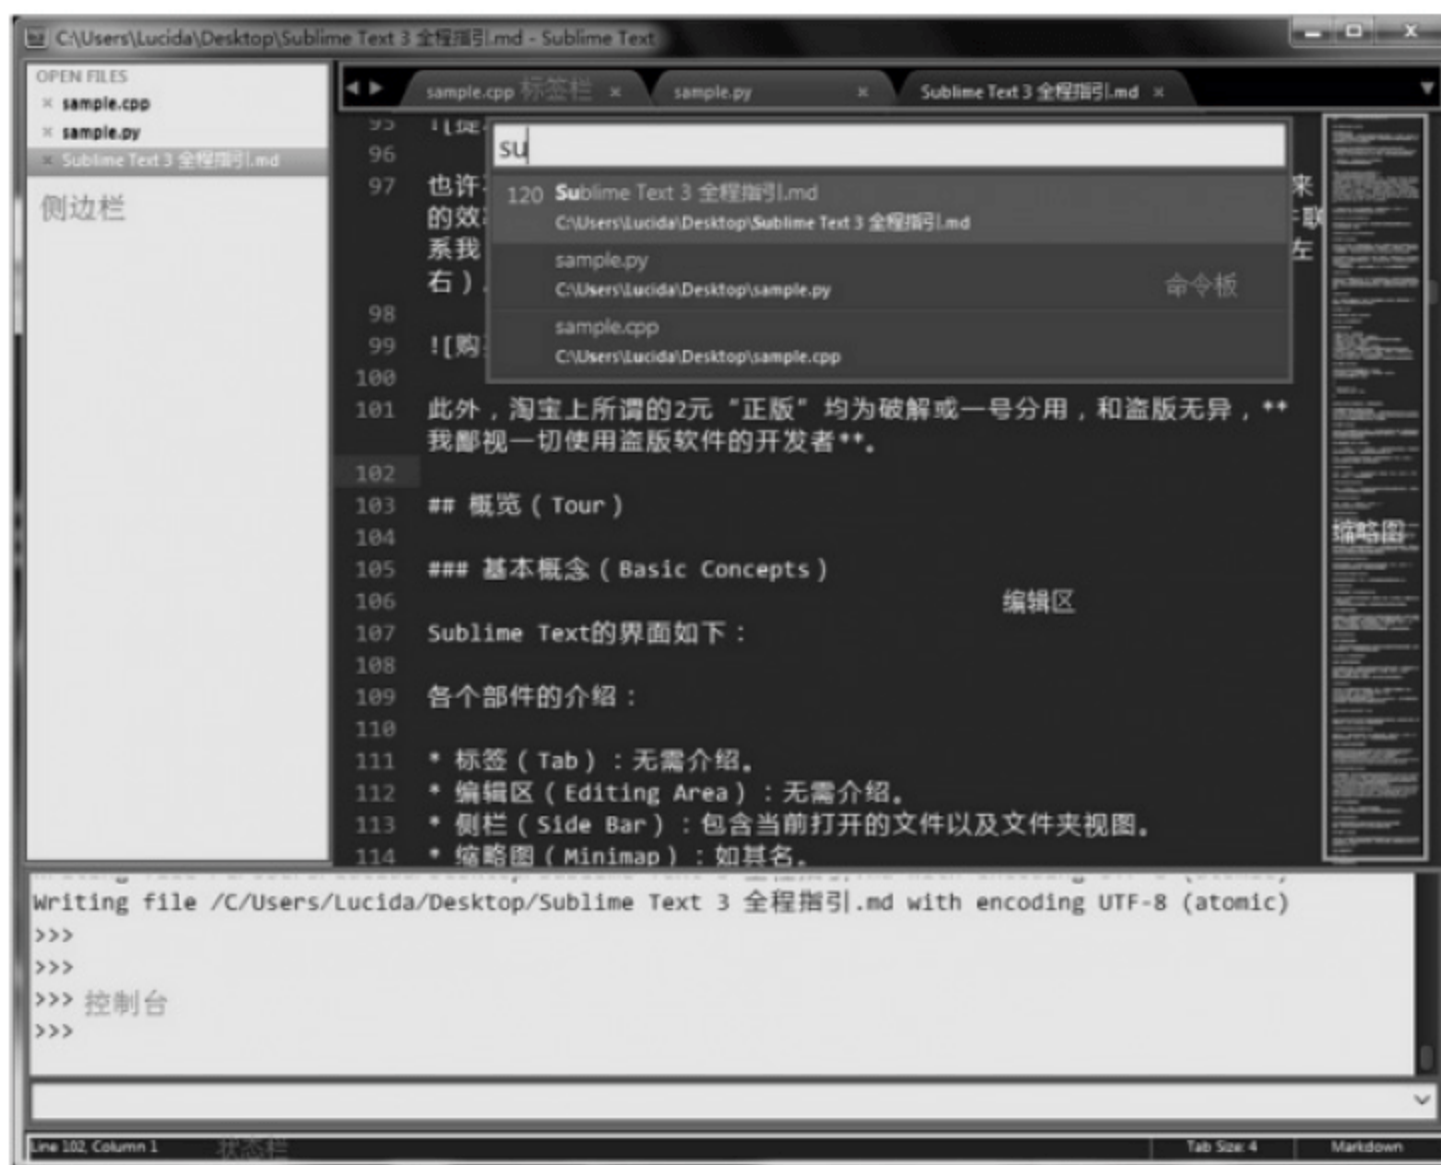 C:\Users\Lucida\Desktop\Sublime Text 3 全程指引.md - Sublime Text
OPEN FILES
sample.cpp
sample.py
Sublime Text 3 全程指引.md
侧边栏
sample.cpp 标签栏
sample.py
Sublime Text 3 全程指引.md
su
120 Sublime Text 3 全程指引.md
C:\Users\Lucida\Desktop\Sublime Text 3 全程指引.md
sample.py
C:\Users\Lucida\Desktop\sample.py
命令板
sample.cpp
C:\Users\Lucida\Desktop\sample.cpp
95 ![提
96
97 也许 来
的效 联
系我 左
右)
98
99 ![购
100
101 此外，淘宝上所谓的2元“正版”均为破解或一号分用，和盗版无异，**
我鄙视一切使用盗版软件的开发者**。
102
103 ## 概览（Tour）
104
105 ### 基本概念（Basic Concepts）
106
编辑区
107 Sublime Text的界面如下：
108
109 各个部件的介绍：
110
111 * 标签（Tab）：无需介绍。
112 * 编辑区（Editing Area）：无需介绍。
113 * 侧栏（Side Bar）：包含当前打开的文件以及文件夹视图。
114 * 缩略图（Minimap）：如其名。
缩略图
Writing file /C/Users/Lucida/Desktop/Sublime Text 3 全程指引.md with encoding UTF-8 (atomic)
>>>
>>>
>>> 控制台
>>>
Line 102, Column 1 状态栏
Tab Size: 4
Markdown